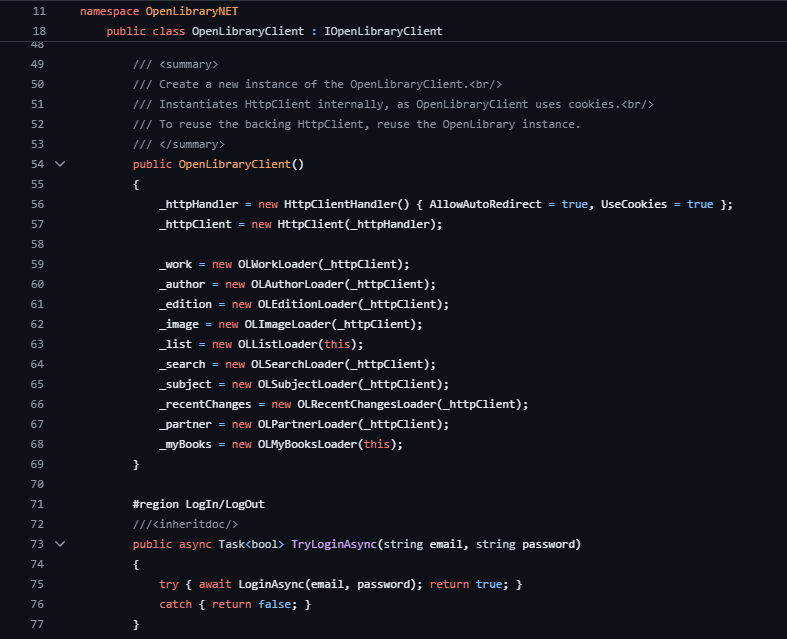 11 namespace OpenLibraryNET
18 public class OpenLibraryClient : IOpenLibraryClient
48
49 /// <summary>
50 /// Create a new instance of the OpenLibraryClient.<br/>
51 /// Instantiates HttpClient internally, as OpenLibraryClient uses cookies.<br/>
52 /// To reuse the backing HttpClient, reuse the OpenLibrary instance.
53 /// </summary>
54 public OpenLibraryClient()
55 {
56 _httpHandler = new HttpClientHandler() { AllowAutoRedirect = true, UseCookies = true };
57 _httpClient = new HttpClient(_httpHandler);
58
59 _work = new OLWorkLoader(_httpClient);
60 _author = new OLAuthorLoader(_httpClient);
61 _edition = new OLEditionLoader(_httpClient);
62 _image = new OLImageLoader(_httpClient);
63 _list = new OLListLoader(this);
64 _search = new OLSearchLoader(_httpClient);
65 _subject = new OLSubjectLoader(_httpClient);
66 _recentChanges = new OLRecentChangesLoader(_httpClient);
67 _partner = new OLPartnerLoader(_httpClient);
68 _myBooks = new OLMyBooksLoader(this);
69 }
70
71 #region LogIn/LogOut
72 ///<inheritdoc/>
73 public async Task<bool> TryLoginAsync(string email, string password)
74 {
75 try { await LoginAsync(email, password); return true; }
76 catch { return false; }
77 }